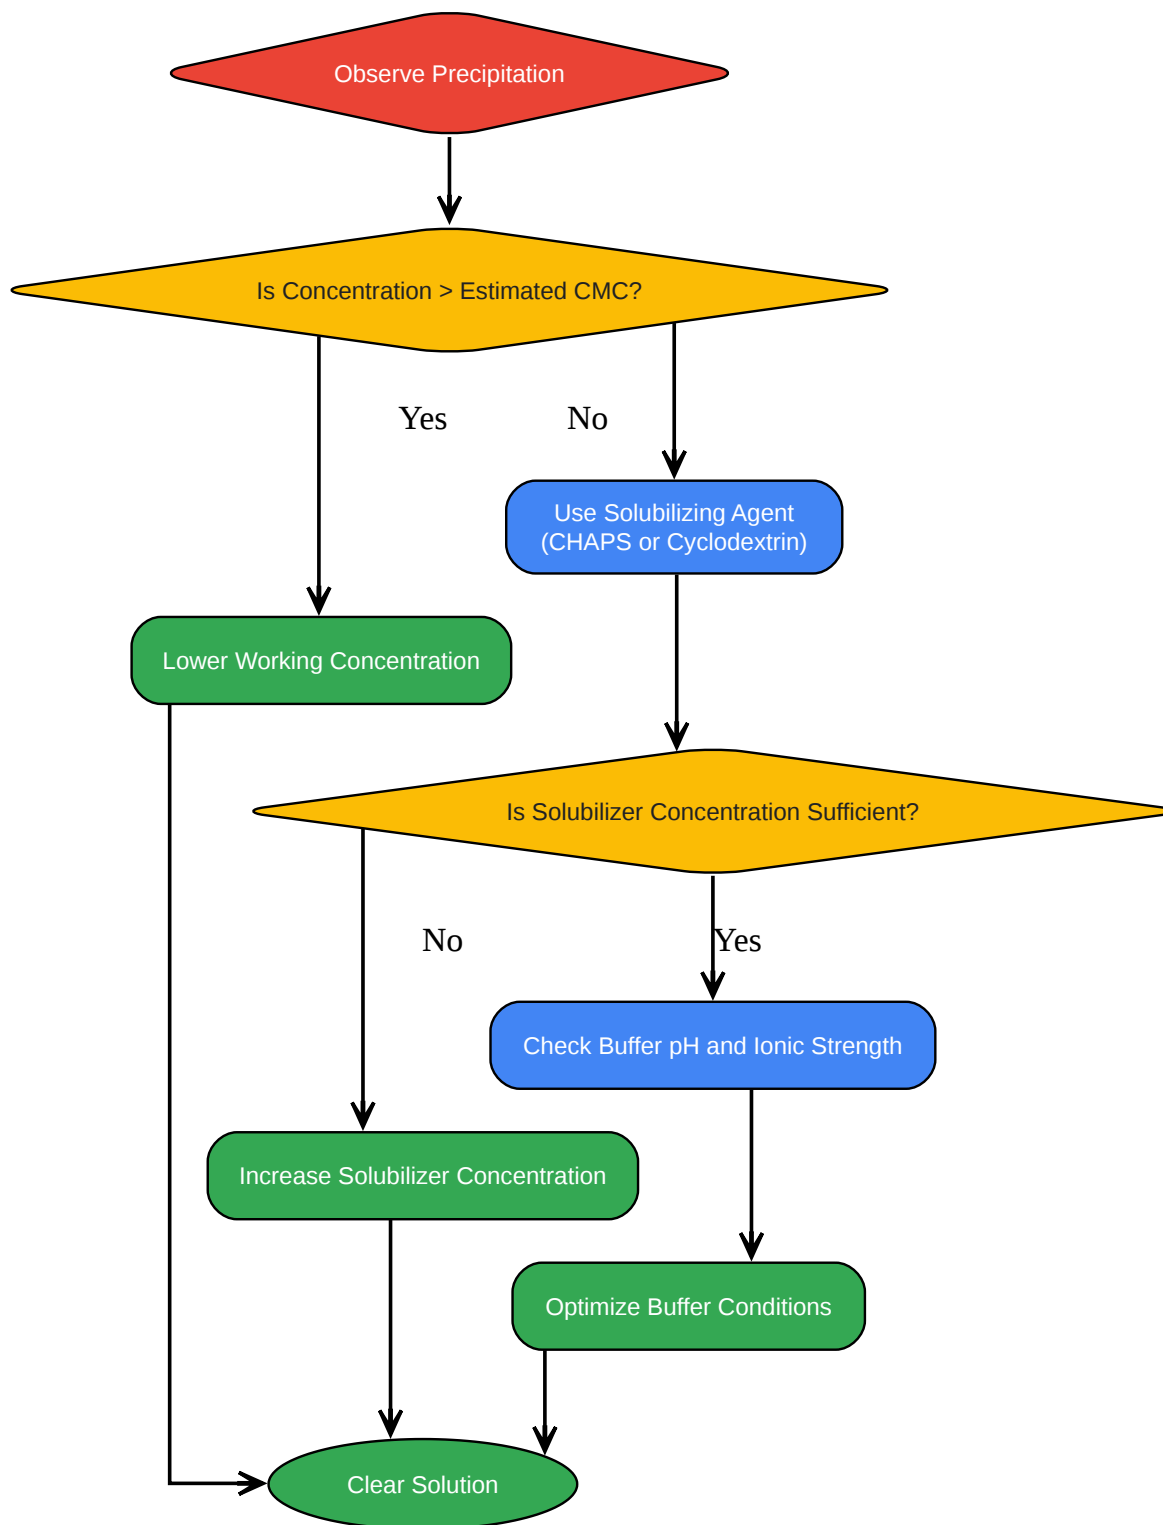 Observe Precipitation
Is Concentration > Estimated CMC?
Yes
No
Use Solubilizing Agent
(CHAPS or Cyclodextrin)
Lower Working Concentration
Is Solubilizer Concentration Sufficient?
No
Yes
Check Buffer pH and Ionic Strength
Increase Solubilizer Concentration
Optimize Buffer Conditions
Clear Solution